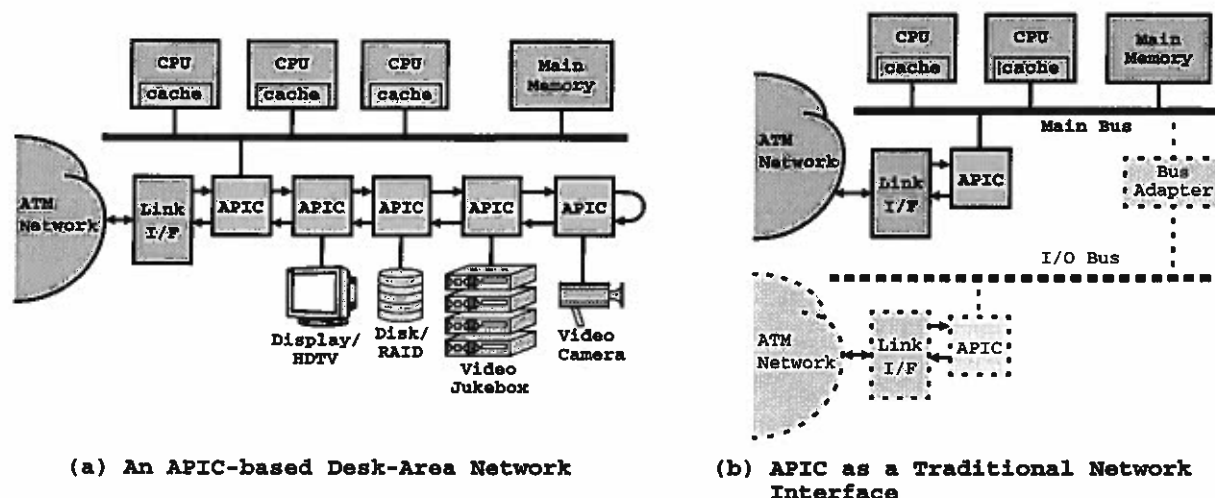 CPU
cache
CPU
cache
CPU
cache
Main
Memory
ATM
Network
Link
I/F
APIC
APIC
APIC
APIC
APIC
Display/
HDTV
Disk/
RAID
Video
Jukebox
Video
Camera
(a) An APIC-based Desk-Area Network
CPU
cache
CPU
cache
Main
Memory
Main Bus
ATM
Network
Link
I/F
APIC
Bus
Adapter
I/O Bus
ATM
Network
Link
I/F
APIC
(b) APIC as a Traditional Network
Interface